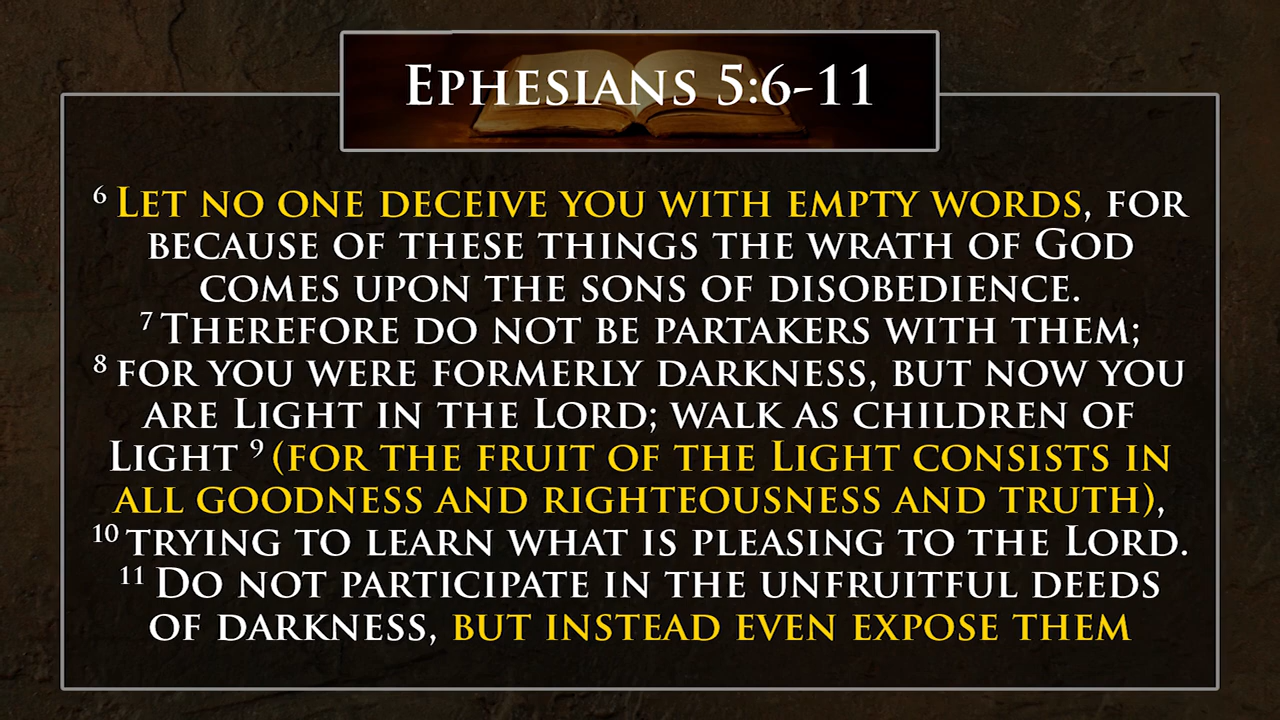 Ephesians 5:6-11
6 Let no one deceive you with empty words, for
because of these things the wrath of God
comes upon the sons of disobedience.
7 Therefore do not be partakers with them;
8 for you were formerly darkness, but now you
are Light in the Lord; walk as children of
Light 9 (for the fruit of the Light consists in
all goodness and righteousness and truth),
10 trying to learn what is pleasing to the Lord.
11 Do not participate in the unfruitful deeds
of darkness, but instead even expose them